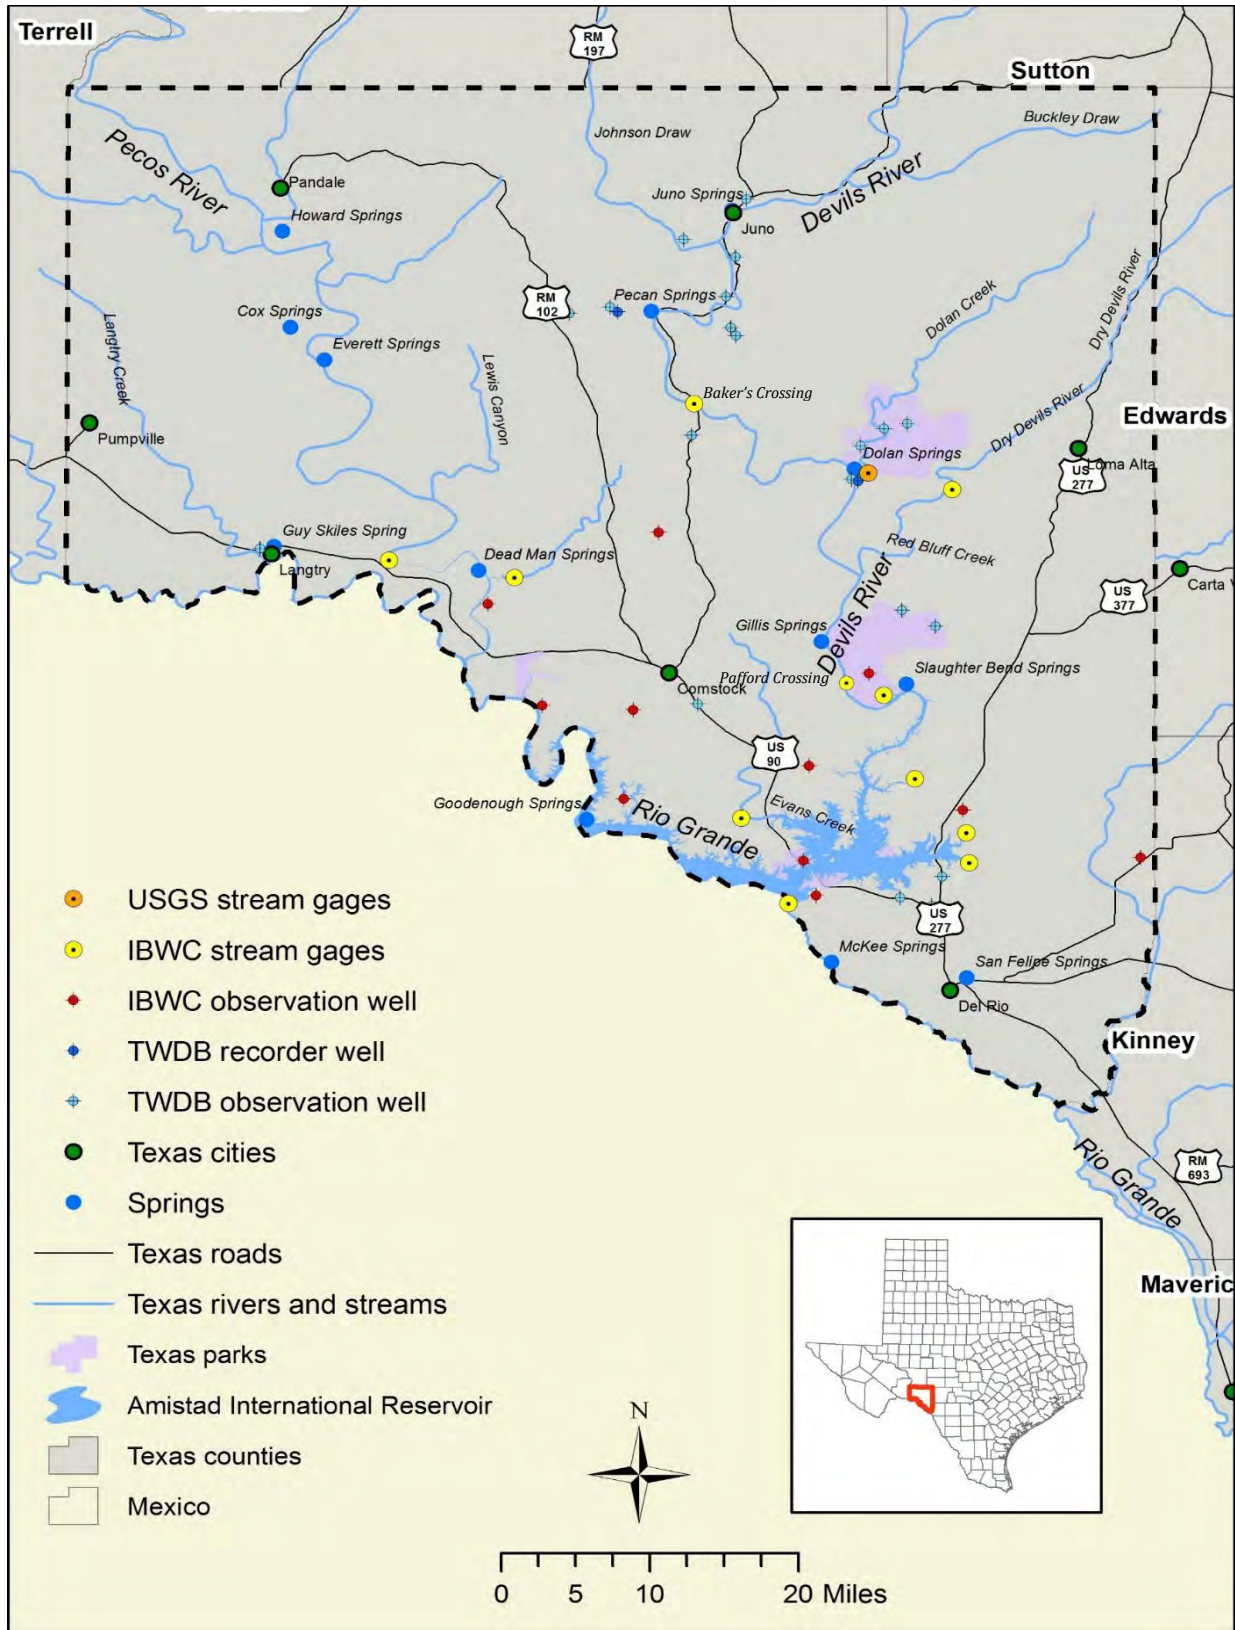 Terrell
RM
197
Sutton
Buckley Draw
Johnson Draw
Pecos River
Pandale
Juno Springs
Devils River
Howard Springs
Juno
Pecan Springs
RM
102
Cox Springs
Dolan Creek
Dry Devils River
Everett Springs
Langtry Creek
Lewis Canyon
Baker's Crossing
Edwards
Pumpville
Dry Devils River
Dolan Springs
Loma Alta
US
277
Guy Skiles Spring
Langtry
Dead Man Springs
Red Bluff Creek
Carta V
US
377
Devils River
Gillis Springs
Slaughter Bend Springs
Pafford Crossing
Comstock
US
90
Goodenough Springs
Rio Grande
Evans Creek
US
277
McKee Springs
San Felipe Springs
Del Rio
Kinney
Rio Grande
RM
693
Maveric
USGS stream gages
IBWC stream gages
IBWC observation well
TWDB recorder well
TWDB observation well
Texas cities
Springs
Texas roads
Texas rivers and streams
Texas parks
Amistad International Reservoir
Texas counties
Mexico
N
0 5 10 20 Miles